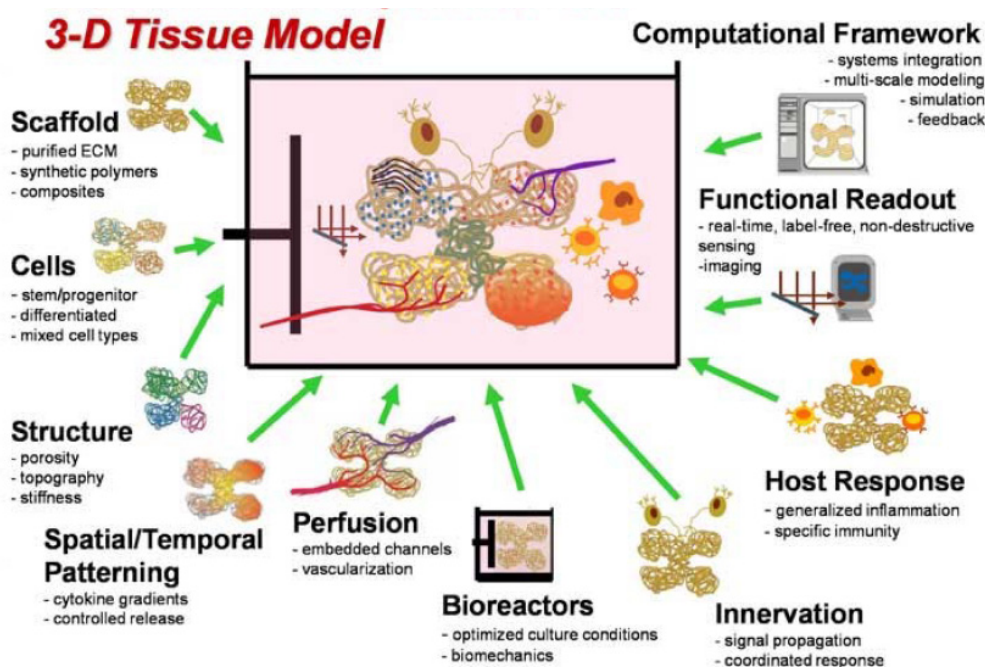 3-D Tissue Model
Scaffold
- purified ECM
- synthetic polymers
- composites
Cells
- stem/progenitor
- differentiated
- mixed cell types
Structure
- porosity
- topography
- stiffness
Spatial/Temporal
Patterning
- cytokine gradients
- controlled release
Perfusion
- embedded channels
- vascularization
Bioreactors
- optimized culture conditions
- biomechanics
Innervation
- signal propagation
- coordinated response
Host Response
- generalized inflammation
- specific immunity
Functional Readout
- real-time, label-free, non-destructive
sensing
-imaging
Computational Framework
- systems integration
- multi-scale modeling
- simulation
- feedback